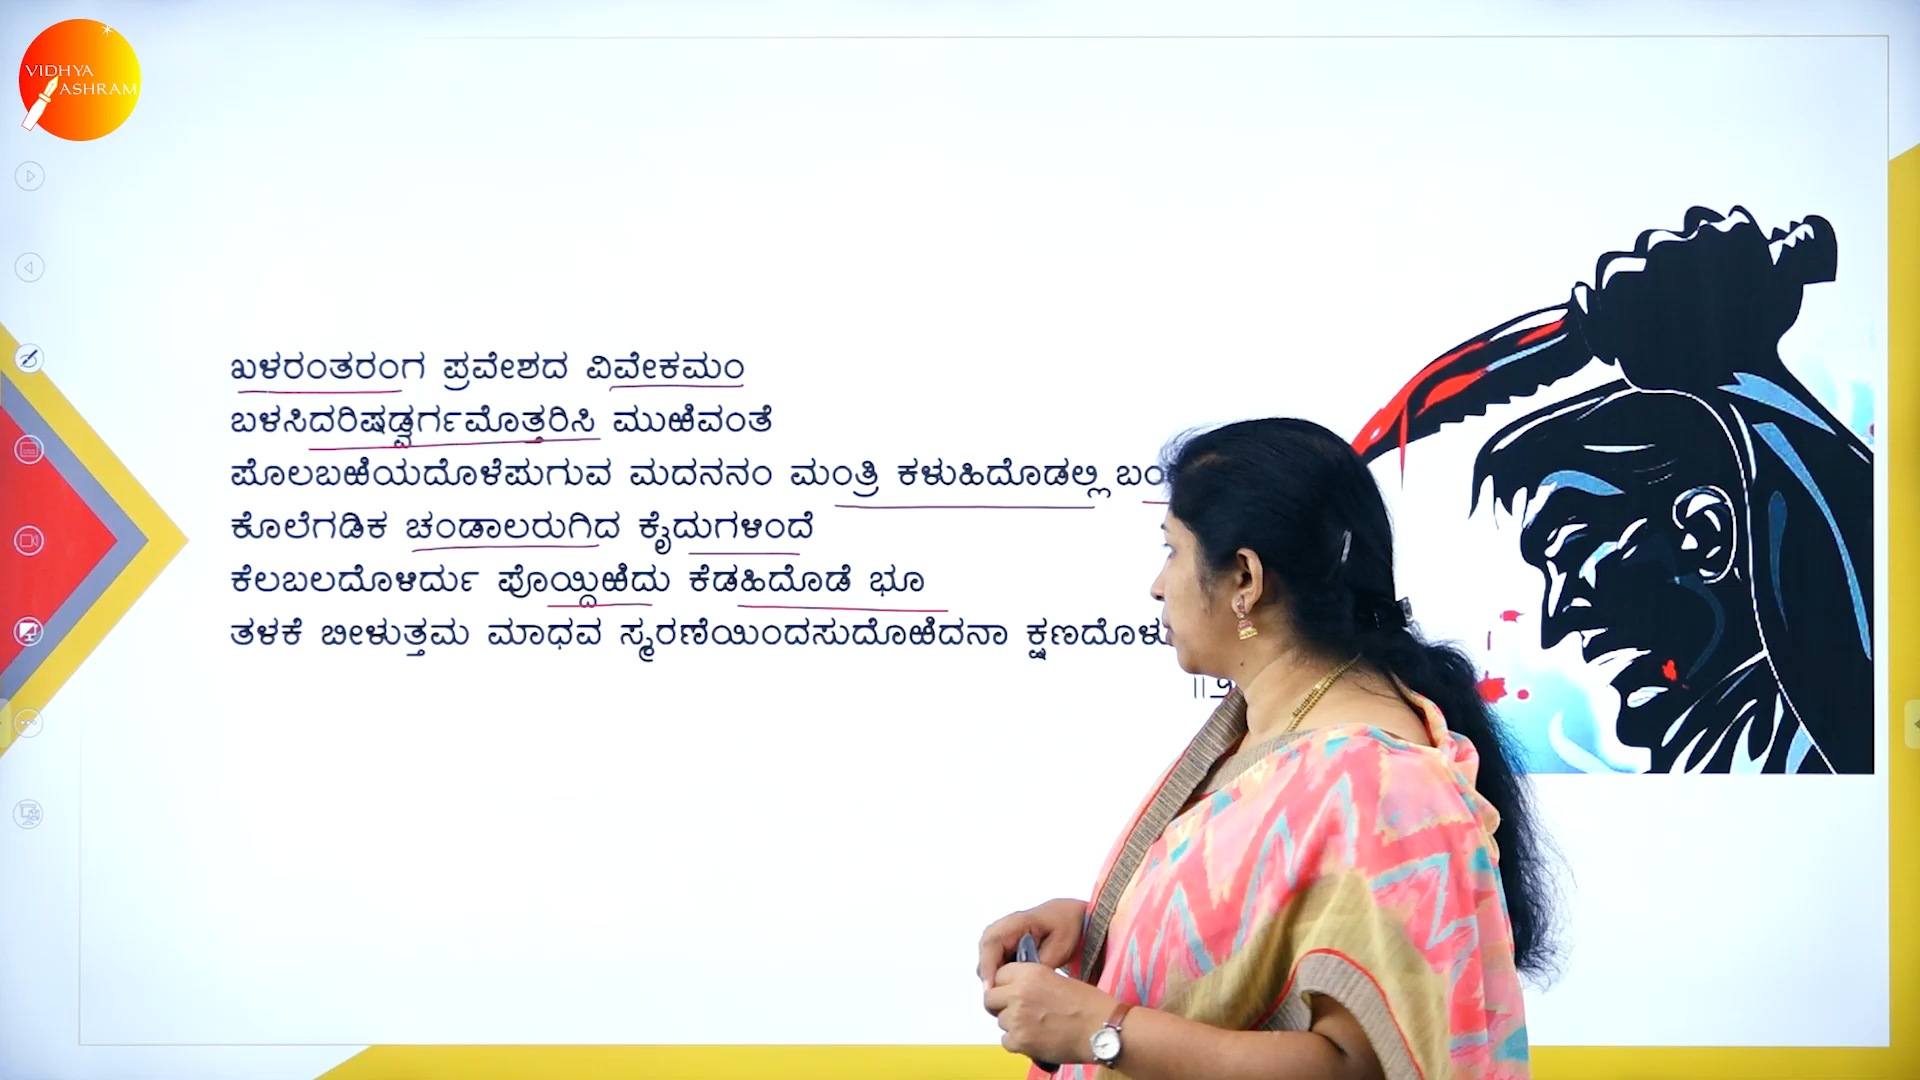 VIDHYA
ASHRAM
ಖಳರಂತರಂಗ ಪ್ರವೇಶದ ವಿವೇಕಮಂ
ಬಳಸಿದರಿಷಡ್ವರ್ಗಮೊತ್ತರಿಸಿ ಮುಱಿವಂತೆ
ಪೊಲಬಱಿಯದೊಳೆಪುಗುವ ಮದನನಂ ಮಂತ್ರಿ ಕಳುಹಿದೊಡಲ್ಲಿ
ಕೊಲೆಗಡಿಕ ಚಂಡಾಲರುಗಿದ ಕೈದುಗಳಿಂದೆ
ಕೆಲಬಲದೊಳಿರ್ದು ಪೊಯ್ದಿಱಿದು ಕೆಡಹಿದೊಡೆ ಭೂ
ತಳಕೆ ಬೀಳುತ್ತಮ ಮಾಧವ ಸ್ಮರಣೆಯಿಂದಸುದೊಱಿದನಾ ಕ್ಷಣದೊಳು